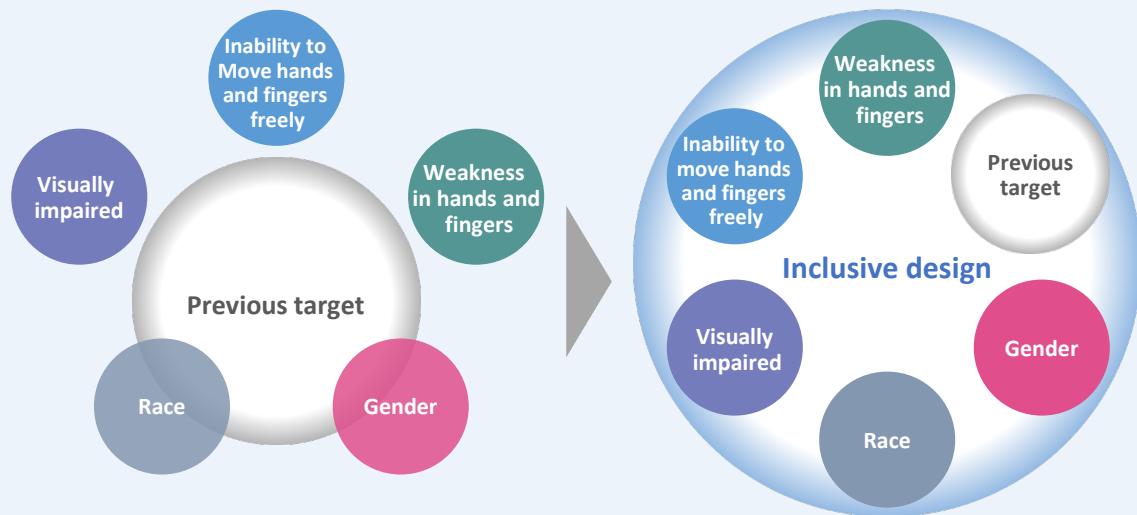 Inability to
Move hands
and fingers
freely
Visually
impaired
Weakness
in hands and
fingers
Previous target
Race
Gender
Weakness
in hands and
fingers
Inability to
move hands
and fingers
freely
Previous
target
Inclusive design
Visually
impaired
Gender
Race